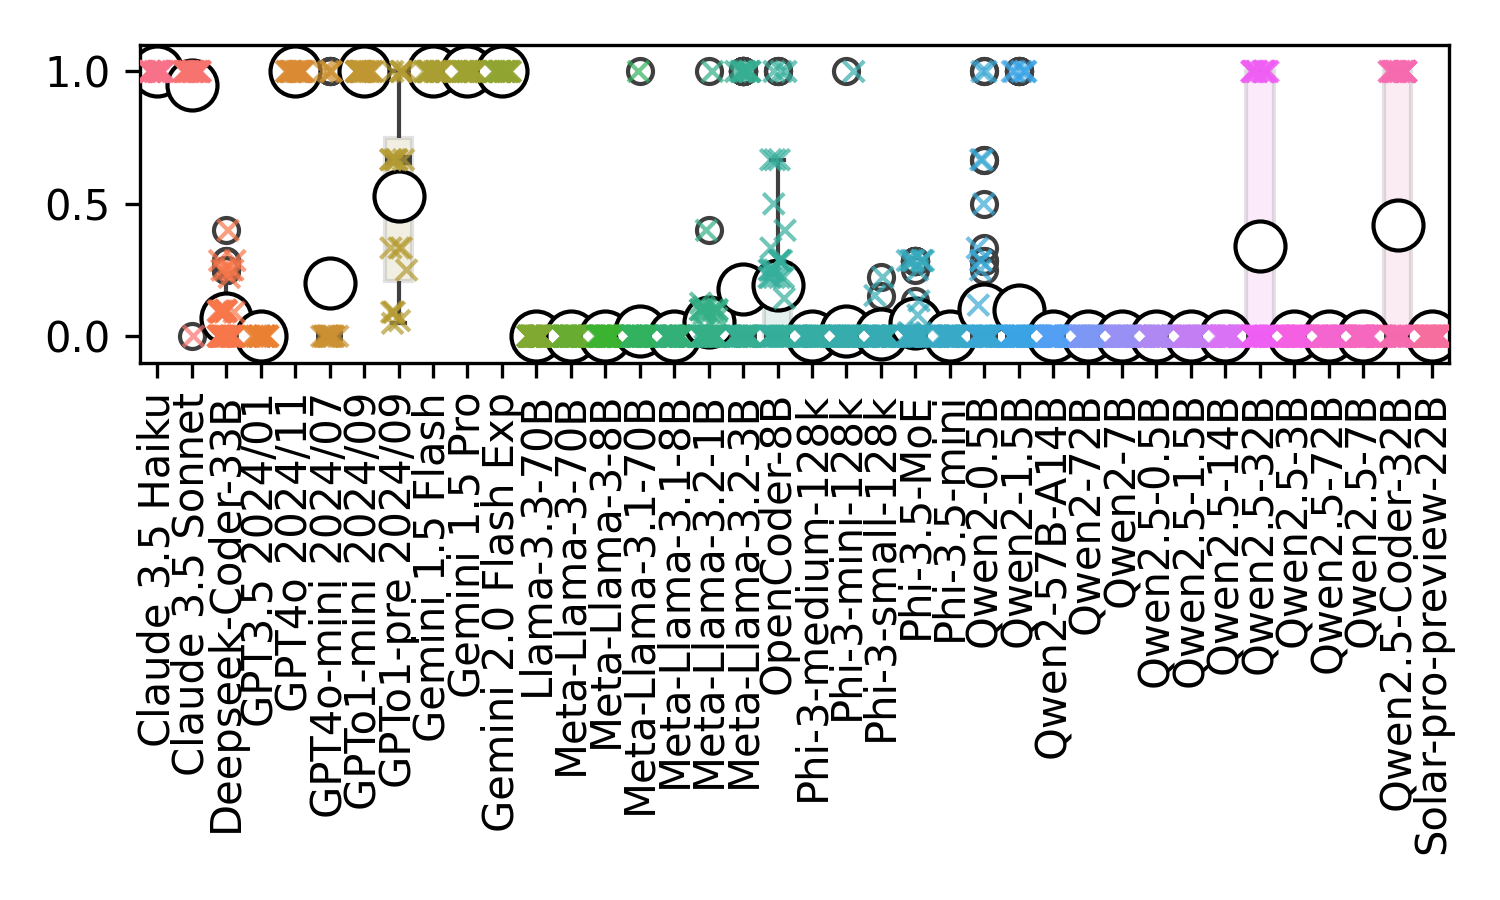 1.0
0.5
0.0
Claude 3.5 Haiku
Claude 3.5 Sonnet
Deepseek-Coder-33B
GPT3.5 2024/01
GPT4o 2024/11
GPT4o-mini 2024/07
GPTo1-mini 2024/09
GPTo1-pre 2024/09
Gemini 1.5 Flash
Gemini 1.5 Pro
Gemini 2.0 Flash Exp
Llama-3.3-70B
Meta-Llama-3-70B
Meta-Llama-3-8B
Meta-Llama-3.1-70B
Meta-Llama-3.1-8B
Meta-Llama-3.2-1B
Meta-Llama-3.2-3B
OpenCoder-8B
Phi-3-medium-128k
Phi-3-mini-128k
Phi-3-small-128k
Phi-3.5-MoE
Phi-3.5-mini
Qwen2-0.5B
Qwen2-1.5B
Qwen2-57B-A14B
Qwen2-72B
Qwen2-7B
Qwen2.5-0.5B
Qwen2.5-1.5B
Qwen2.5-14B
Qwen2.5-32B
Qwen2.5-3B
Qwen2.5-72B
Qwen2.5-7B
Qwen2.5-Coder-32B
Solar-pro-preview-22B